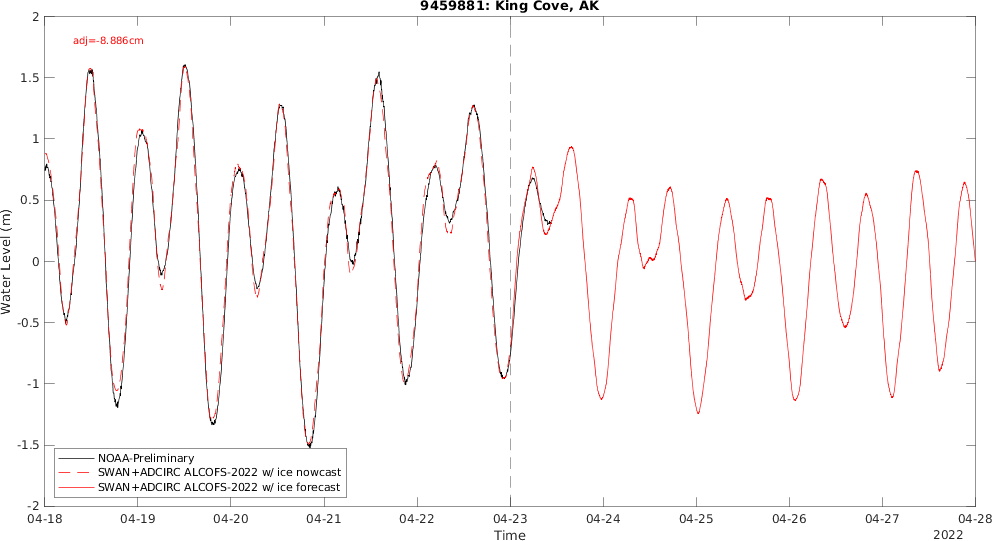 9459881: King Cove, AK
adj=-8.886cm
Water Level (m)
2
1.5
1
0.5
0
-0.5
-1
-1.5
-2
NOAA-Preliminary
SWAN+ADCIRC ALCOFS-2022 w/ ice nowcast
SWAN+ADCIRC ALCOFS-2022 w/ ice forecast
04-18 04-19 04-20 04-21 04-22 04-23 04-24 04-25 04-26 04-27 04-28
Time
2022